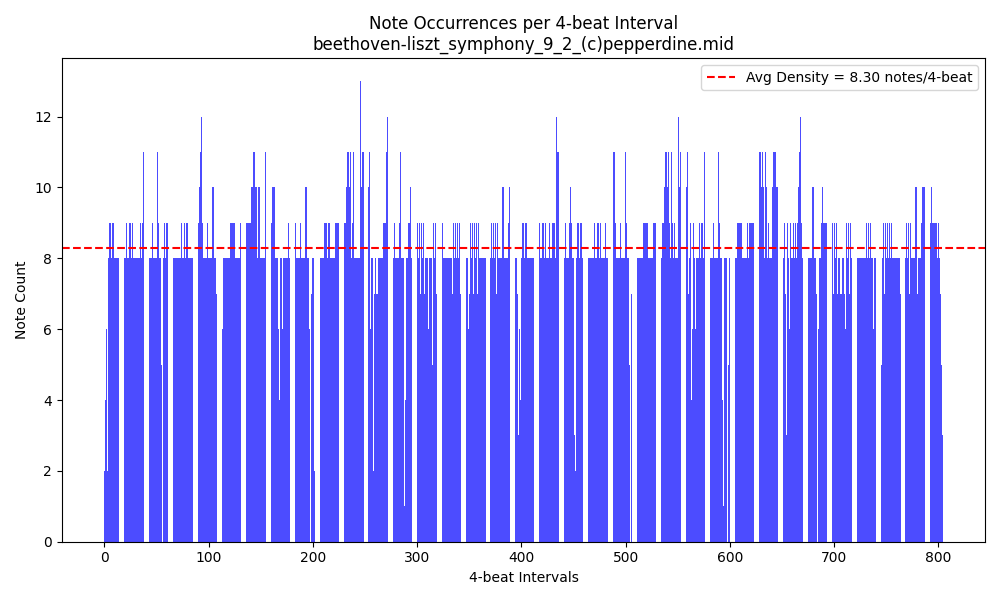 Note Occurrences per 4-beat Interval
beethoven-liszt_symphony_9_2_(c)pepperdine.mid
Avg Density = 8.30 notes/4-beat
Note Count
12
10
8
6
4
2
0
0 100 200 300 400 500 600 700 800
4-beat Intervals